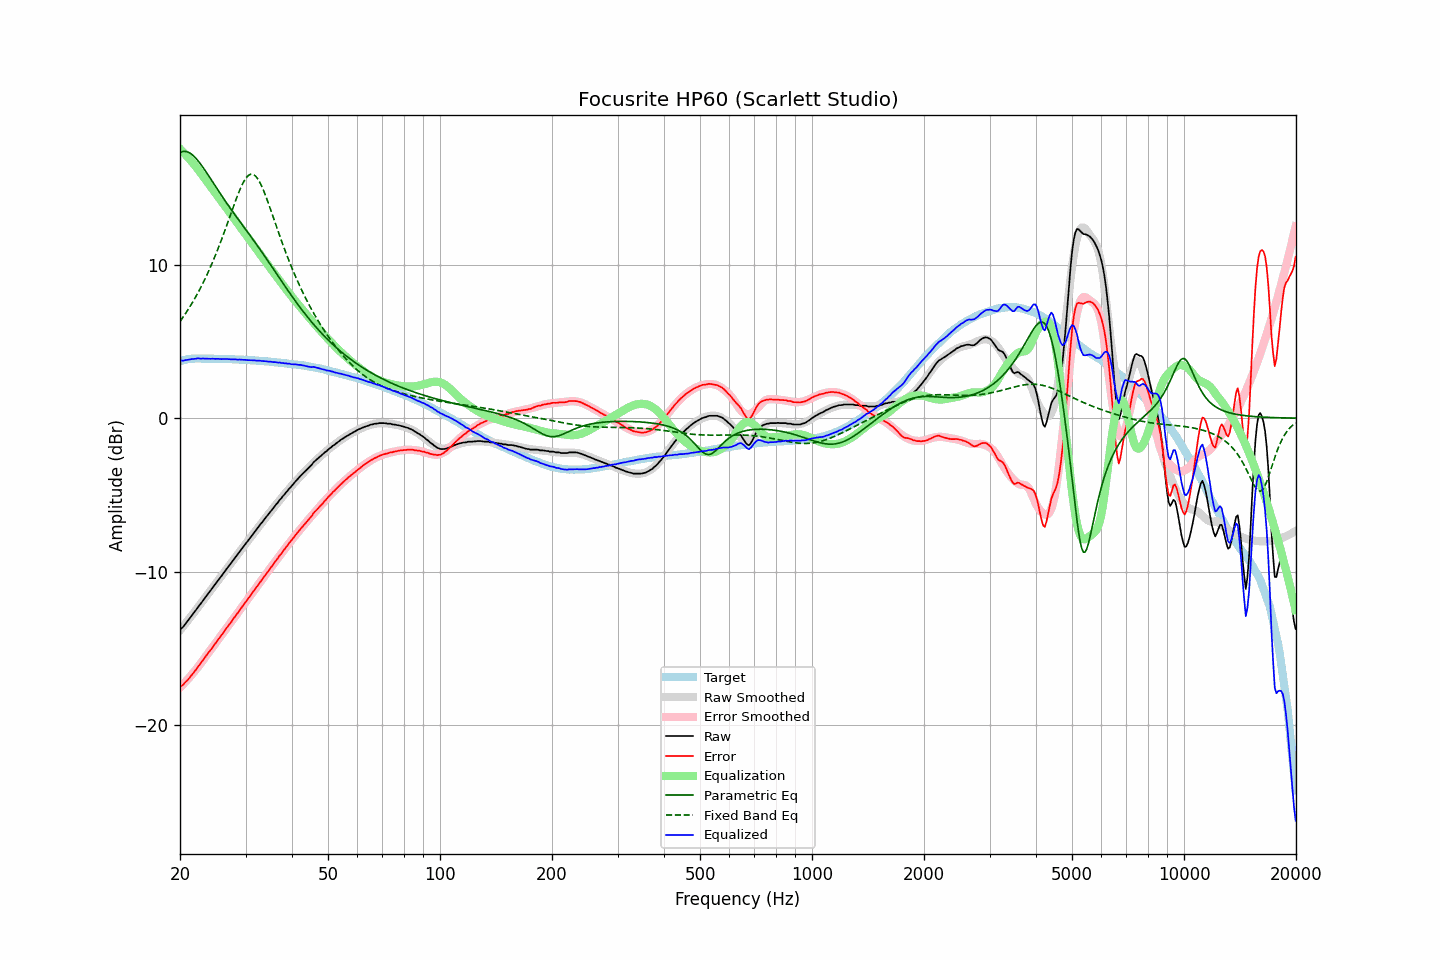 Focusrite HP60 (Scarlett Studio)
Amplitude (dBr)
10
0
−10
−20
Target
Raw Smoothed
Error Smoothed
Raw
Error
Equalization
Parametric Eq
Fixed Band Eq
Equalized
20 50 100 200 500 1000 2000 5000 10000 20000
Frequency (Hz)